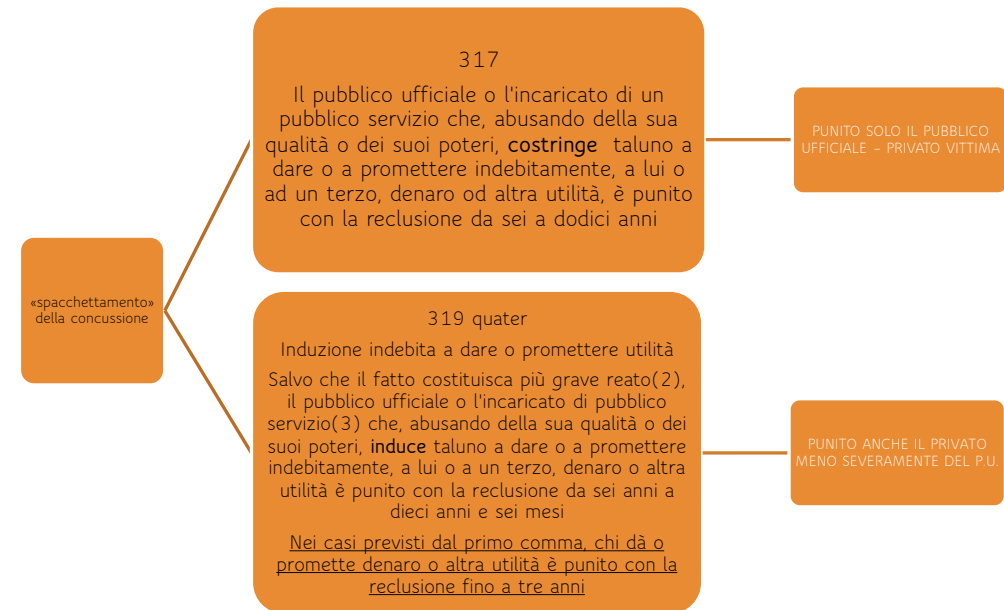 «spacchettamento»
della concussione
317
Il pubblico ufficiale o l'incaricato di un
pubblico servizio che, abusando della sua
qualità o dei suoi poteri, costringe taluno a
dare o a promettere indebitamente, a lui o
ad un terzo, denaro od altra utilità, è punito
con la reclusione da sei a dodici anni
PUNITO SOLO IL PUBBLICO
UFFICIALE – PRIVATO VITTIMA
319 quater
Induzione indebita a dare o promettere utilità
Salvo che il fatto costituisca più grave reato(2),
il pubblico ufficiale o l'incaricato di pubblico
servizio(3) che, abusando della sua qualità o dei
suoi poteri, induce taluno a dare o a promettere
indebitamente, a lui o a un terzo, denaro o altra
utilità è punito con la reclusione da sei anni a
dieci anni e sei mesi
Nei casi previsti dal primo comma, chi dà o
promette denaro o altra utilità è punito con la
reclusione fino a tre anni
PUNITO ANCHE IL PRIVATO
MENO SEVERAMENTE DEL P.U.